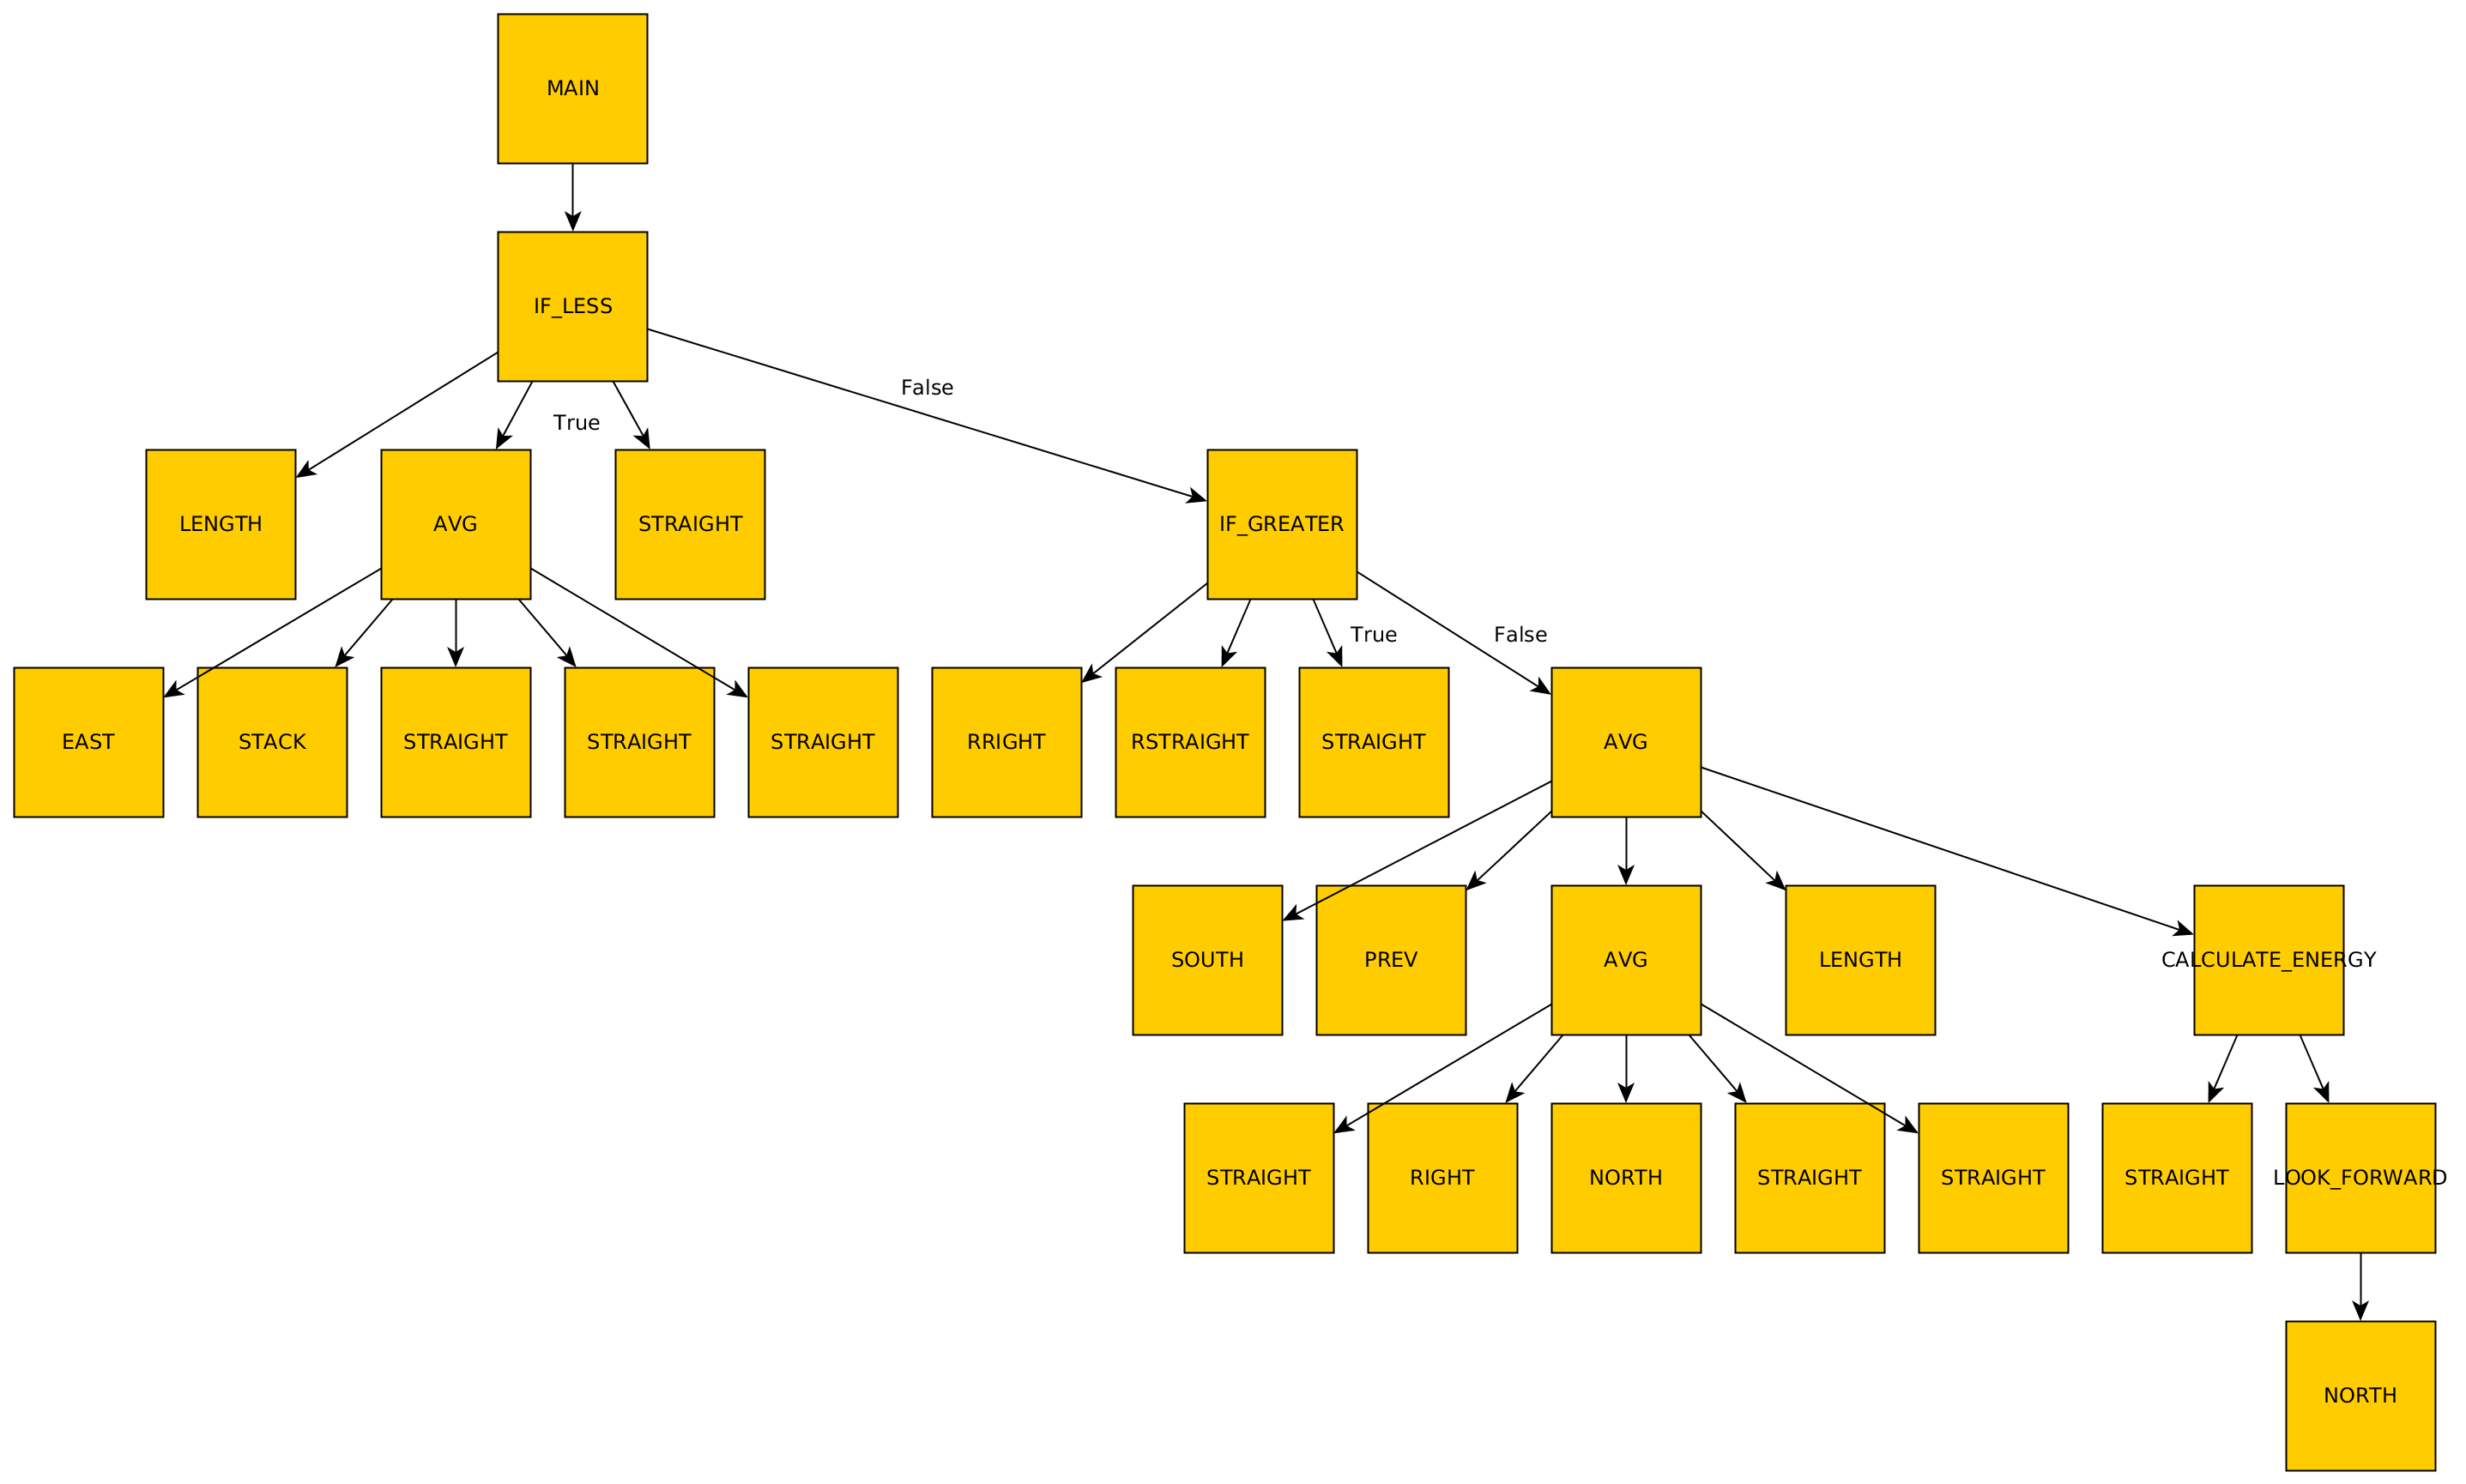 MAIN
IF_LESS
False
True
LENGTH
AVG
STRAIGHT
IF_GREATER
True
False
EAST
STACK
STRAIGHT
STRAIGHT
STRAIGHT
RRIGHT
RSTRAIGHT
STRAIGHT
AVG
SOUTH
PREV
AVG
LENGTH
CALCULATE_ENERGY
STRAIGHT
RIGHT
NORTH
STRAIGHT
STRAIGHT
STRAIGHT
LOOK_FORWARD
NORTH